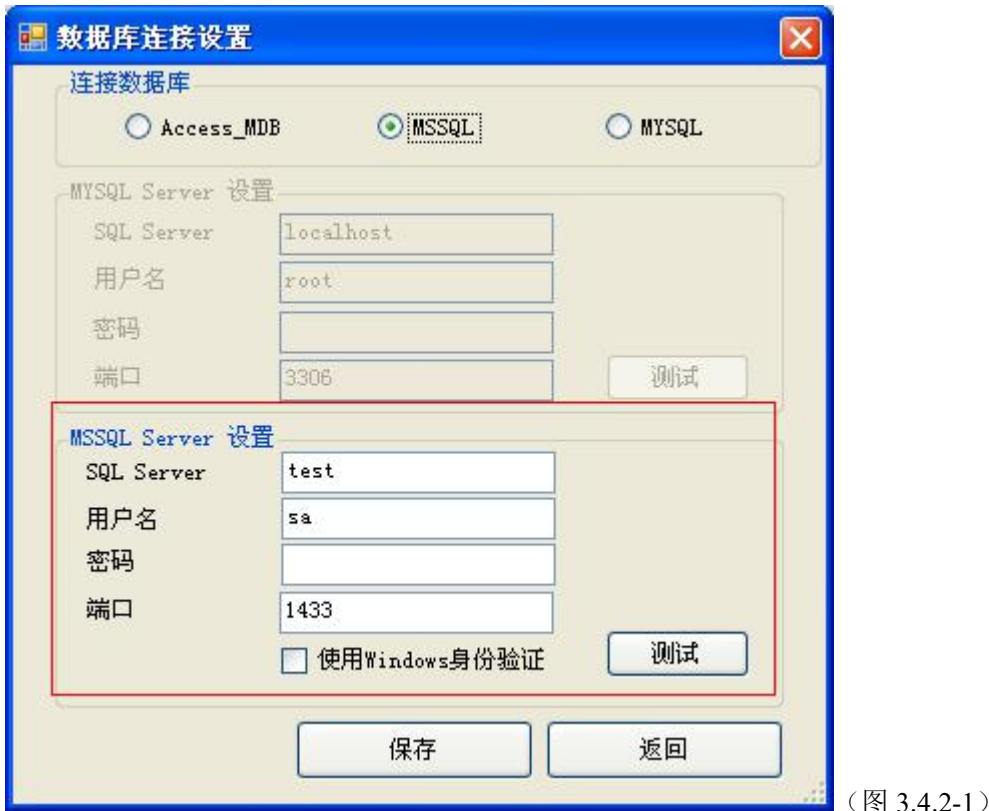 数据库连接设置
连接数据库
Access_MDB MSSQL MYSQL
MYSQL Server 设置
SQL Server localhost
用户名 root
密码
端口 3306 测试
MSSQL Server 设置
SQL Server test
用户名 sa
密码
端口 1433
使用Windows身份验证 测试
保存 返回
(图 3.4.2-1)